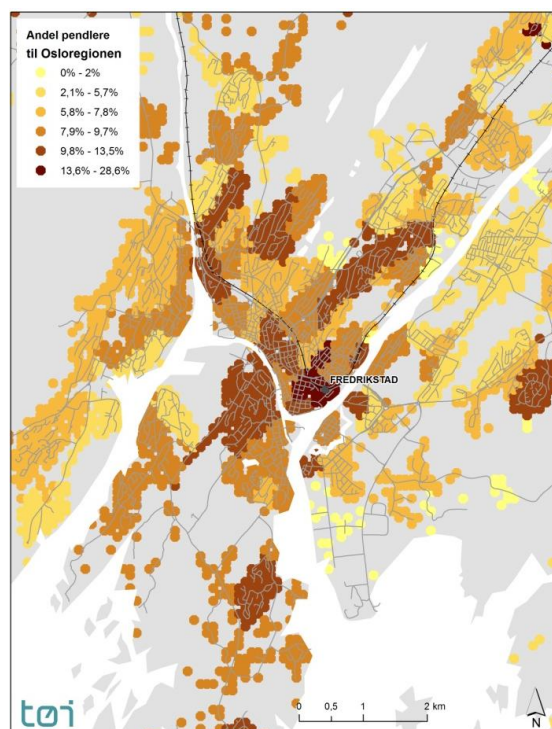 Andel pendlere
til Osloregionen
0% - 2%
2,1% - 5,7%
5,8% - 7,8%
7,9% - 9,7%
9,8% - 13,5%
13,6% - 28,6%
FREDRIKSTAD
tøi
0 0,5 1 2 km
N